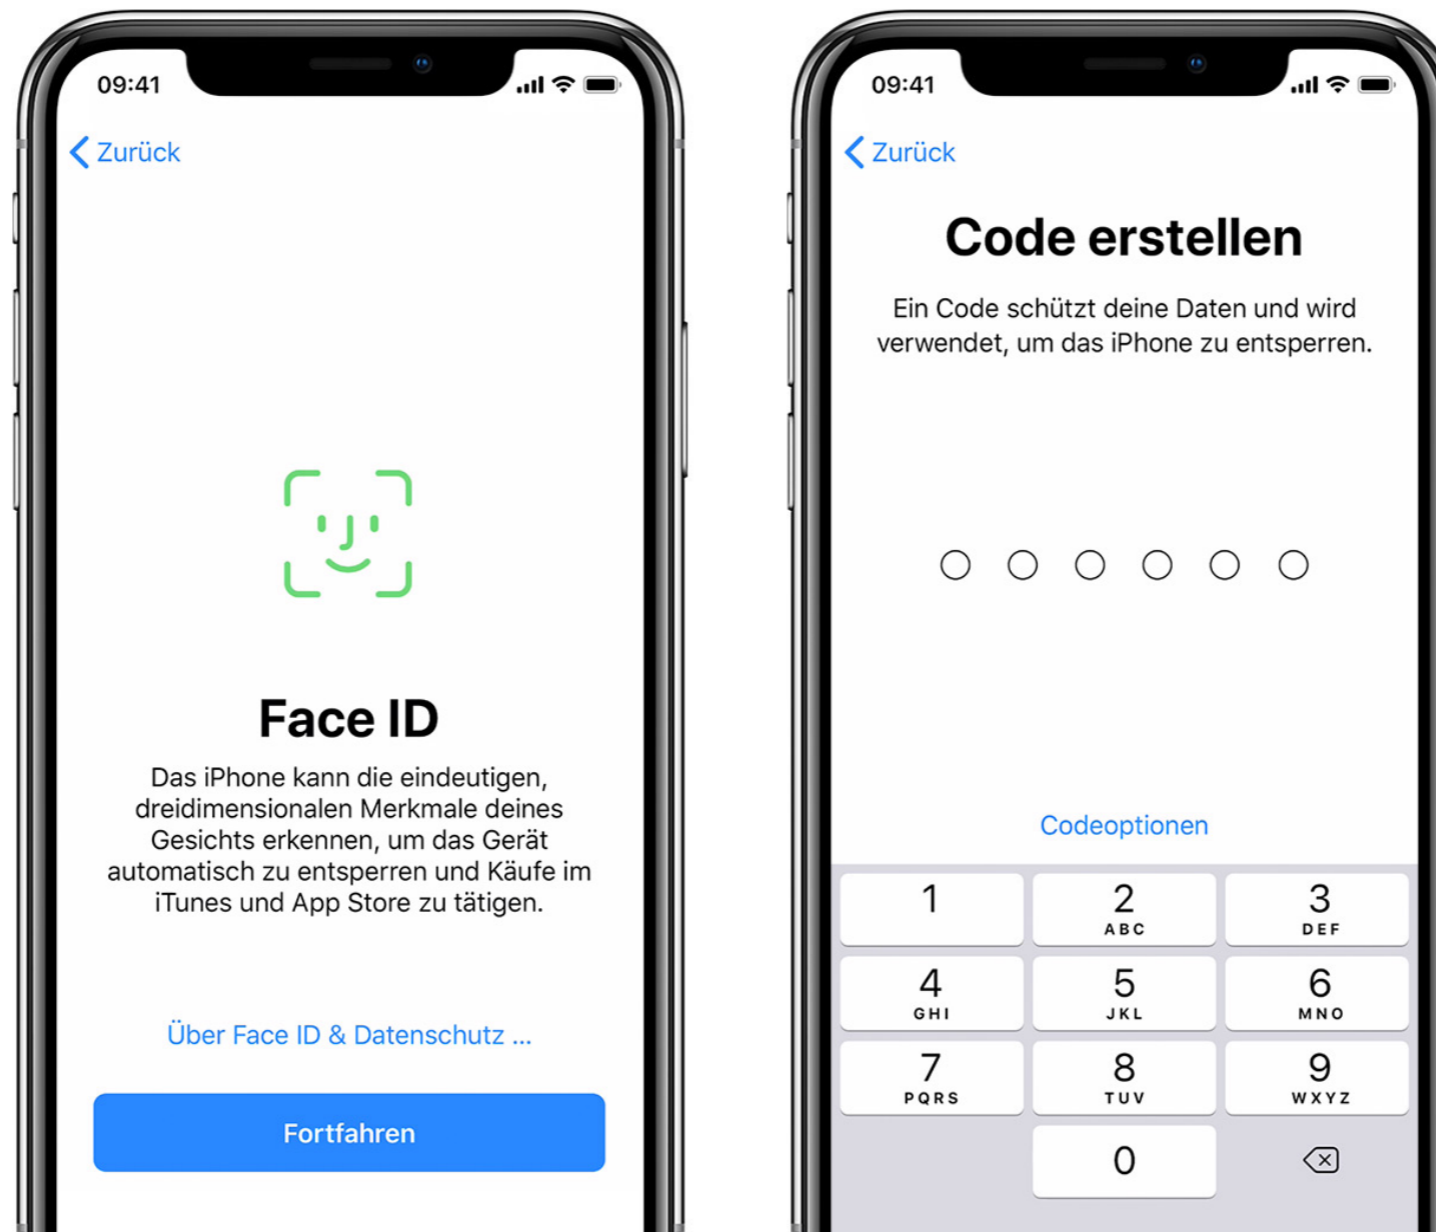 09:41
Zurück
Face ID
Das iPhone kann die eindeutigen,
dreidimensionalen Merkmale deines
Gesichts erkennen, um das Gerät
automatisch zu entsperren und Käufe im
iTunes und App Store zu tätigen.
Über Face ID & Datenschutz ...
Fortfahren
09:41
Zurück
Code erstellen
Ein Code schützt deine Daten und wird
verwendet, um das iPhone zu entsperren.
Codeoptionen
1 2 3
ABC DEF
4 5 6
GHI JKL MNO
7 8 9
PQRS TUV WXYZ
0